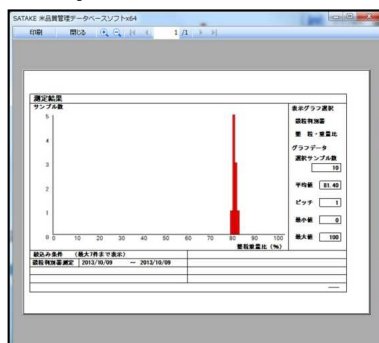 SATAKE 米品質管理データベースソフトx64
印刷 閉じる 1 /1
測定結果
サンプル数
5
4
3
2
1
0
0 10 20 30 40 50 60 70 80 90 100
整粒重量比 (%)
表示グラフ選択
穀粒判別器
整 粒・重量比
グラフデータ
選択サンプル数
10
平均値 81.40
ピッチ 1
最小値 0
最大値 100
絞込み条件 (最大7件まで表示)
穀粒判別器測定 2013/10/09 ― 2013/10/09